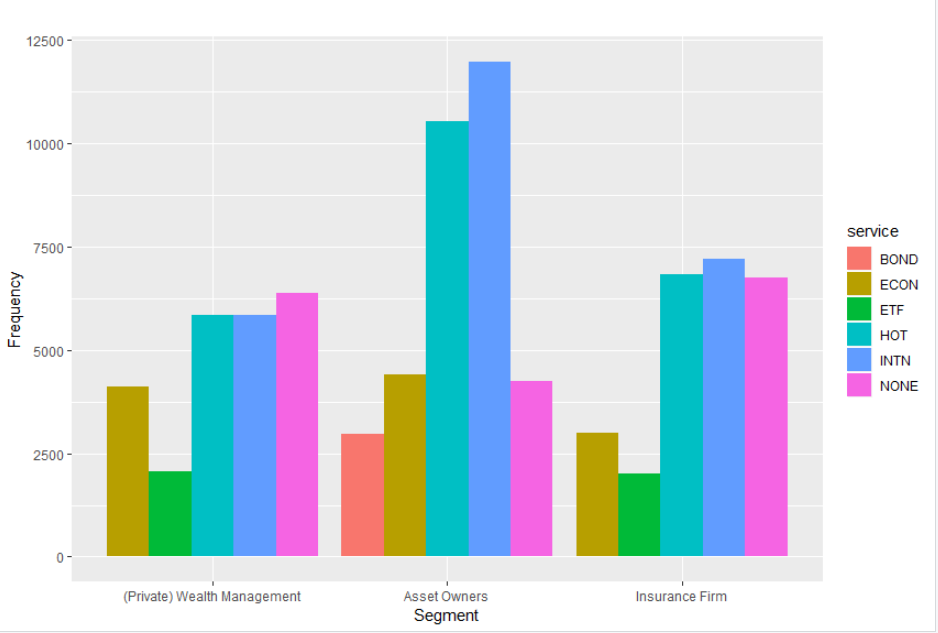 12500
10000
7500
5000
2500
0
Frequency
(Private) Wealth Management
Asset Owners
Insurance Firm
Segment
service
BOND
ECON
ETF
HOT
INTN
NONE